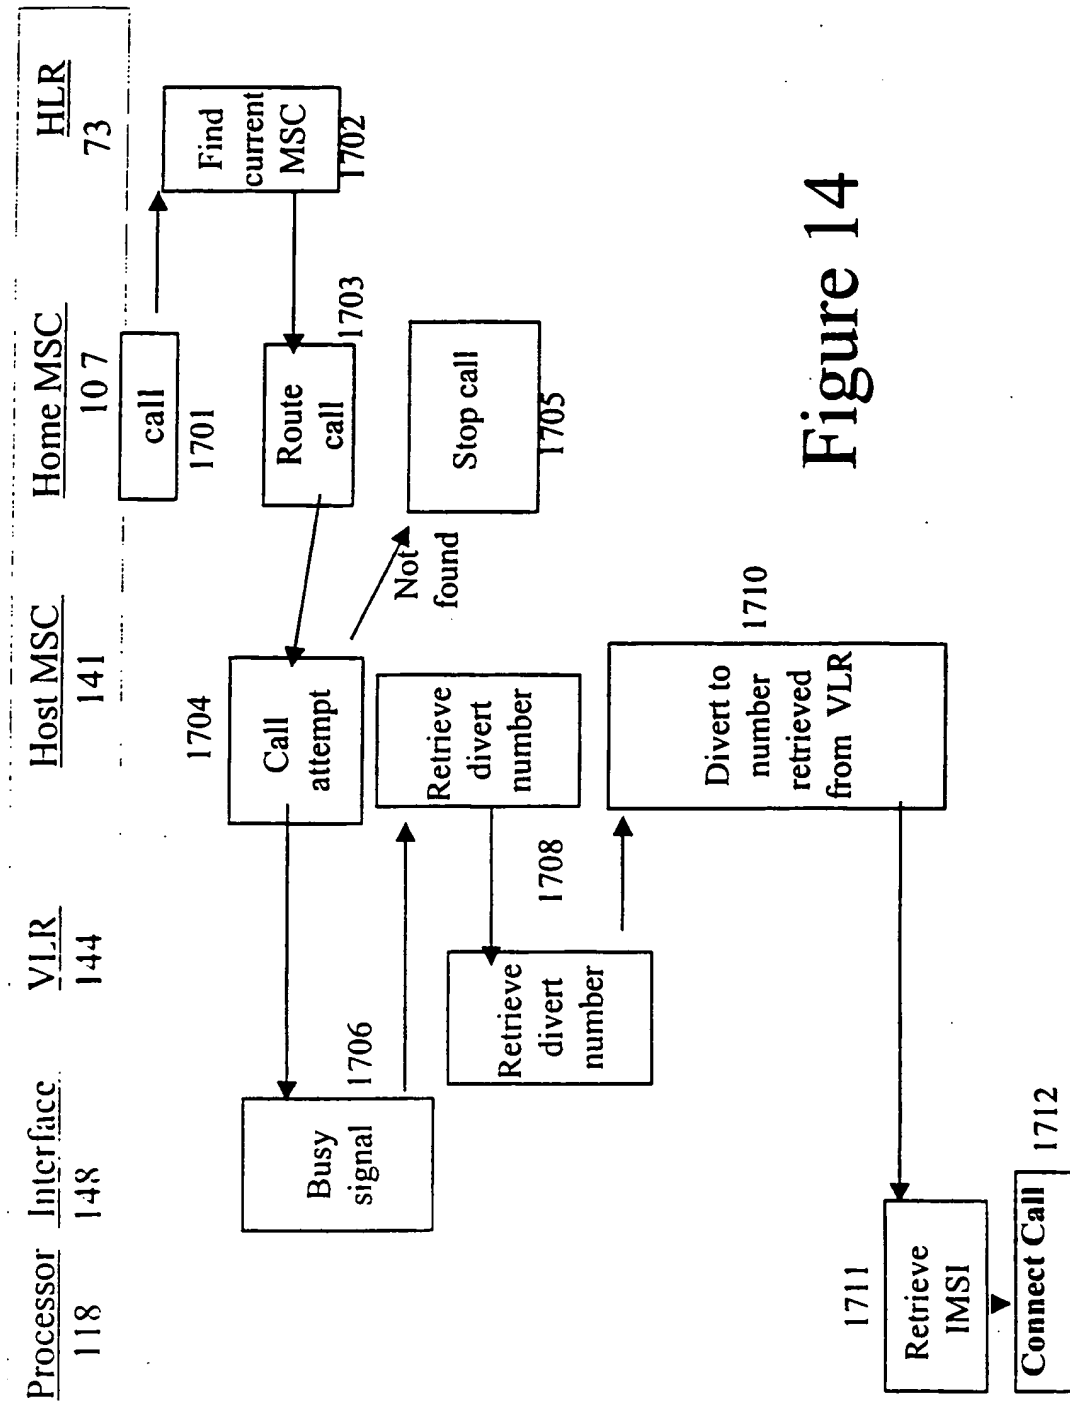 Processor Interface VLR Host MSC Home MSC HLR
118 148 144 141 107 73
call
1701
Find
current
MSC
1702
Route
call
1703
1704
Call
attempt
Not
found
Stop call
1705
Busy
signal
1706
Retrieve
divert
number
1708
Retrieve
divert
number
Divert to
number
retrieved
from VLR
1710
1711
Retrieve
IMSI
Connect Call
1712
Figure 14